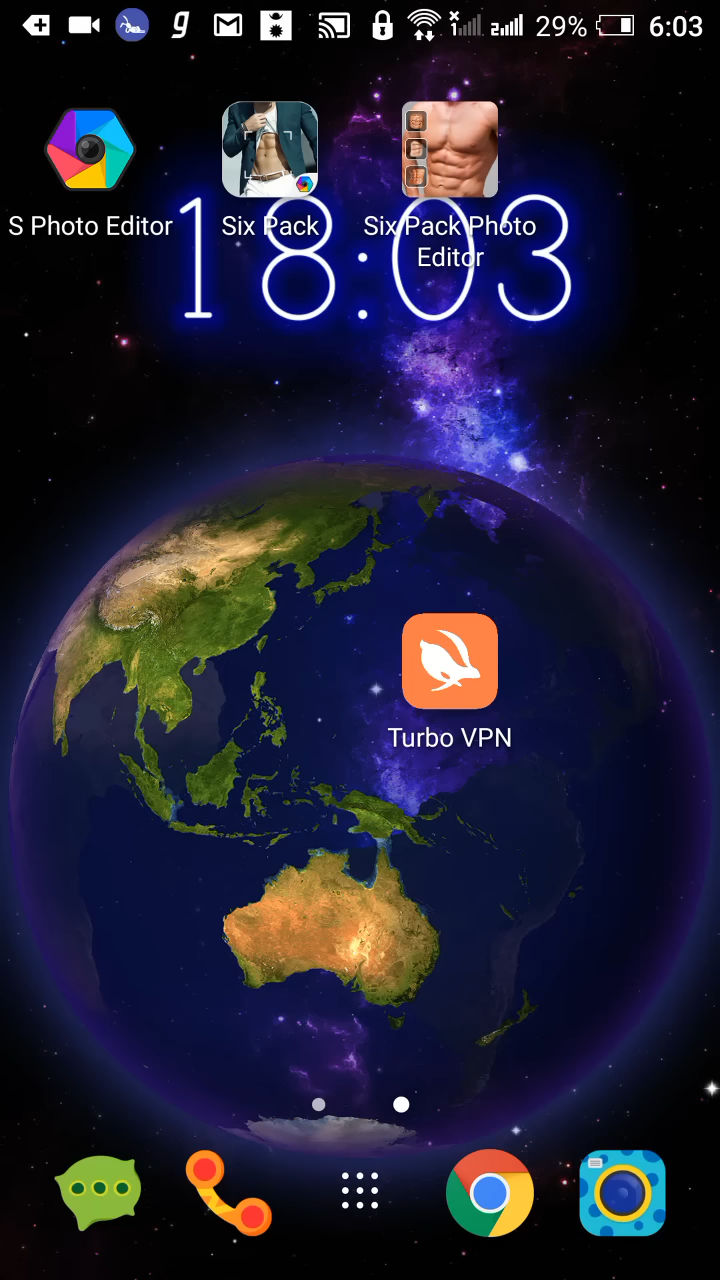 29% 6:03
S Photo Editor
Six Pack
Six Pack Photo
Editor
18:03
Turbo VPN